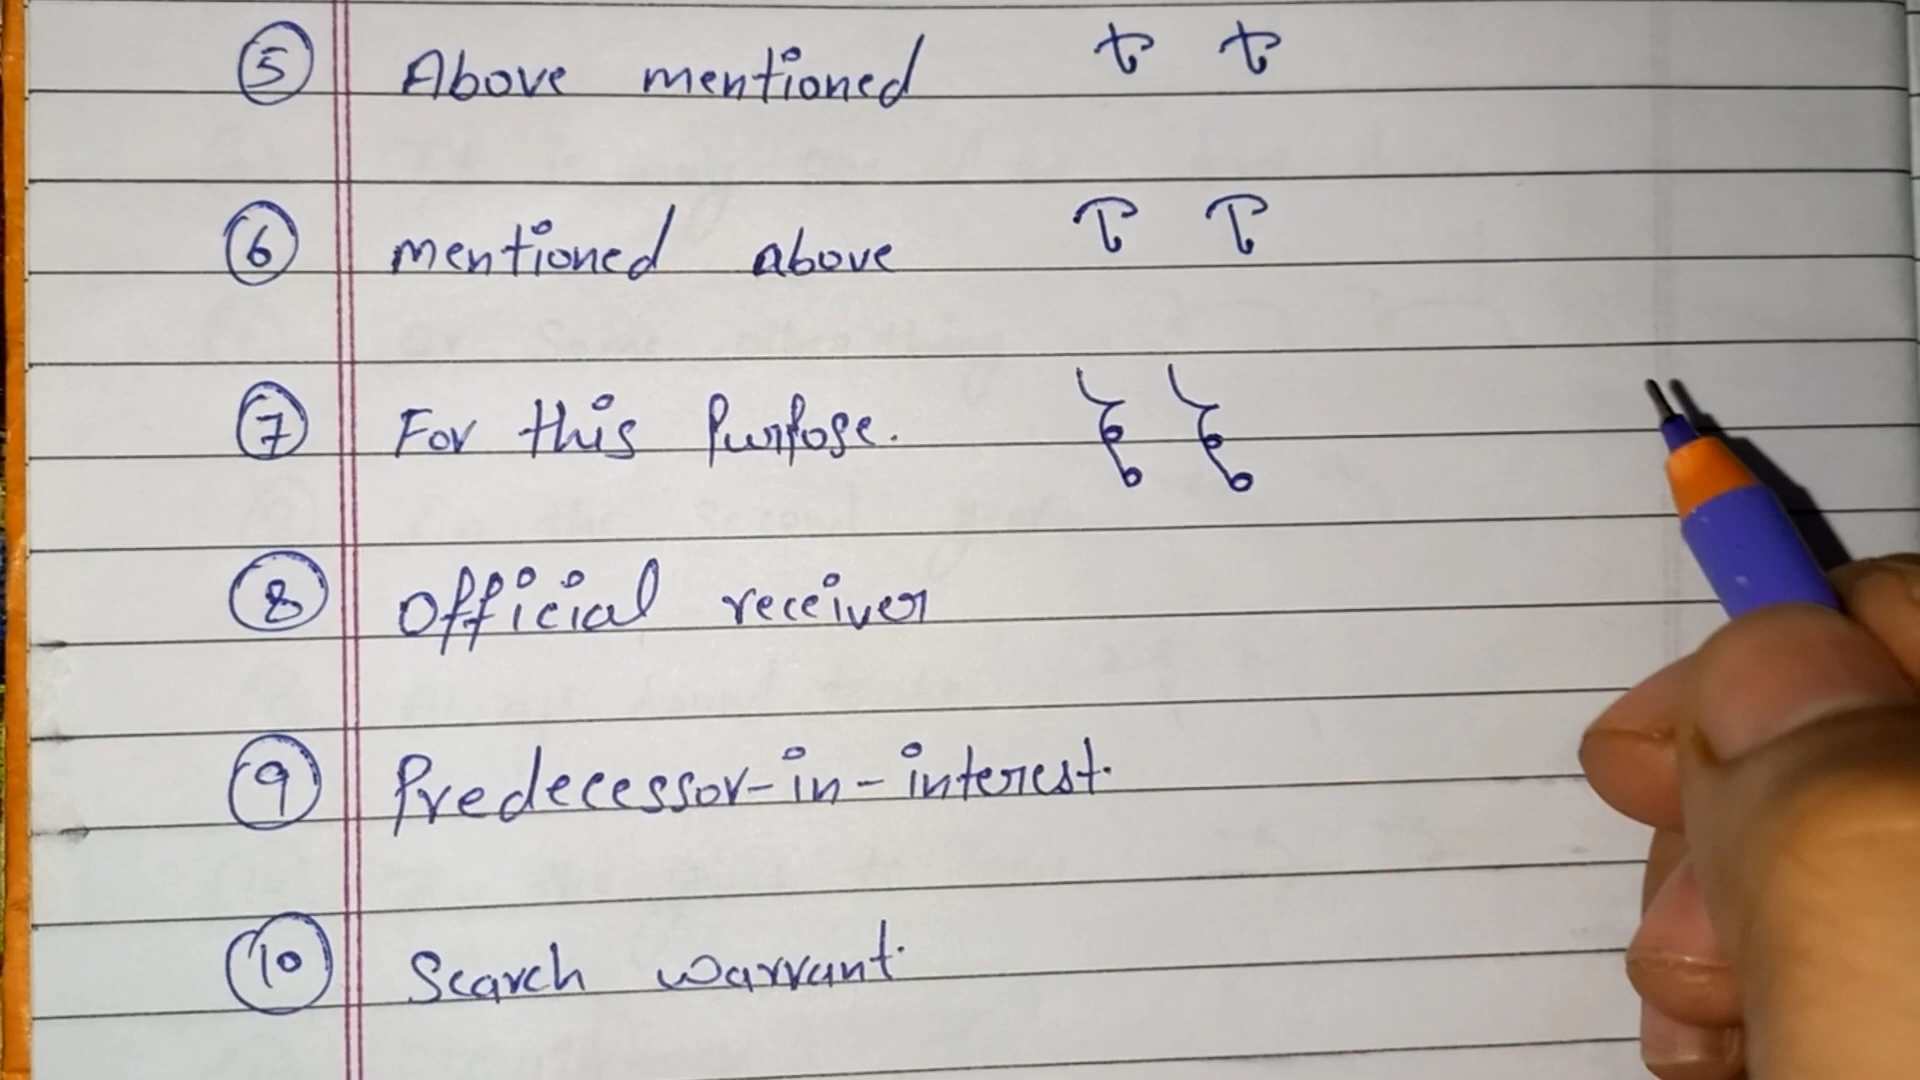 5 Above mentioned
6 mentioned above
7 For this Purpose.
8 Official receiver
9 Predecessor-in-interest.
10 Search warrant.